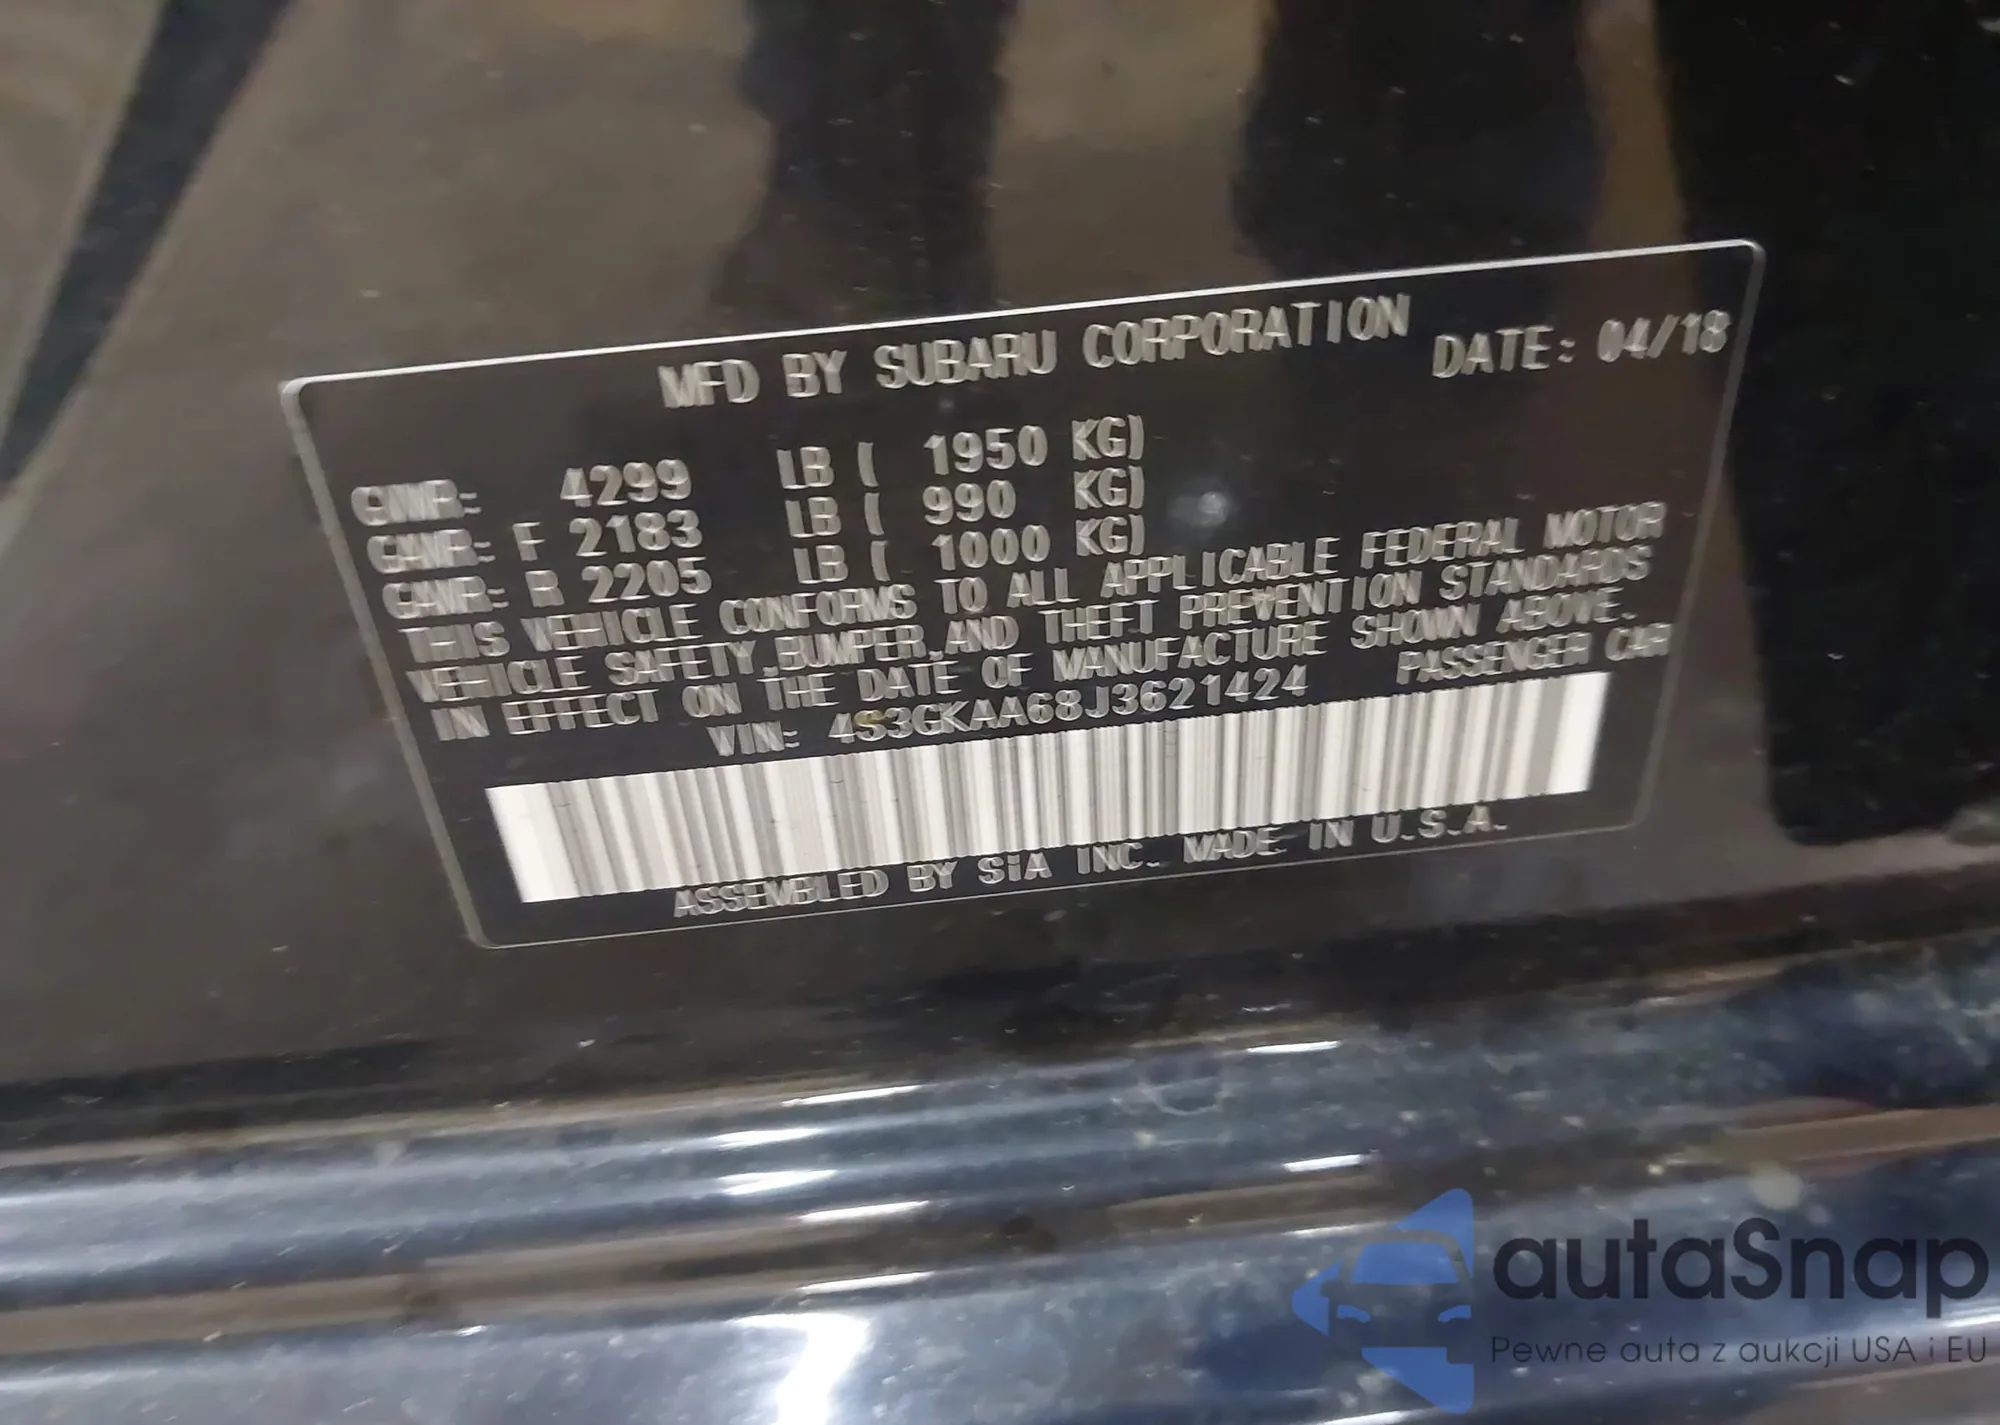 MFD BY SUBARU CORPORATION DATE: 04/18
GVWR: 4299 LB ( 1950 KG)
GAWR: F 2183 LB ( 990 KG)
GAWR: R 2205 LB ( 1000 KG)
THIS VEHICLE CONFORMS TO ALL APPLICABLE FEDERAL MOTOR
VEHICLE SAFETY,BUMPER,AND THEFT PREVENTION STANDARDS
IN EFFECT ON THE DATE OF MANUFACTURE SHOWN ABOVE.
VIN: 4S3GKAA68J3621424 PASSENGER CAR
ASSEMBLED BY SiA INC. MADE IN U.S.A.
autaSnap
Pewne auta z aukcji USA i EU